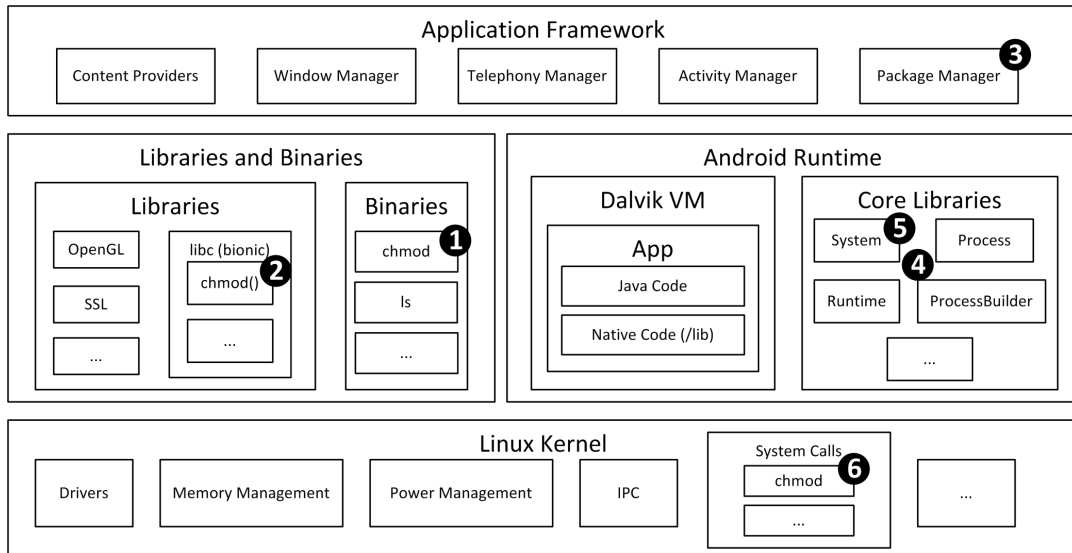 Application Framework
Content Providers
Window Manager
Telephony Manager
Activity Manager
Package Manager
3
Libraries and Binaries
Libraries
OpenGL
SSL
...
libc (bionic)
chmod()
2
...
Binaries
chmod
1
ls
...
Android Runtime
Dalvik VM
App
Java Code
Native Code (/lib)
Core Libraries
System
5
Process
4
Runtime
ProcessBuilder
...
Linux Kernel
Drivers
Memory Management
Power Management
IPC
System Calls
chmod
6
...
...